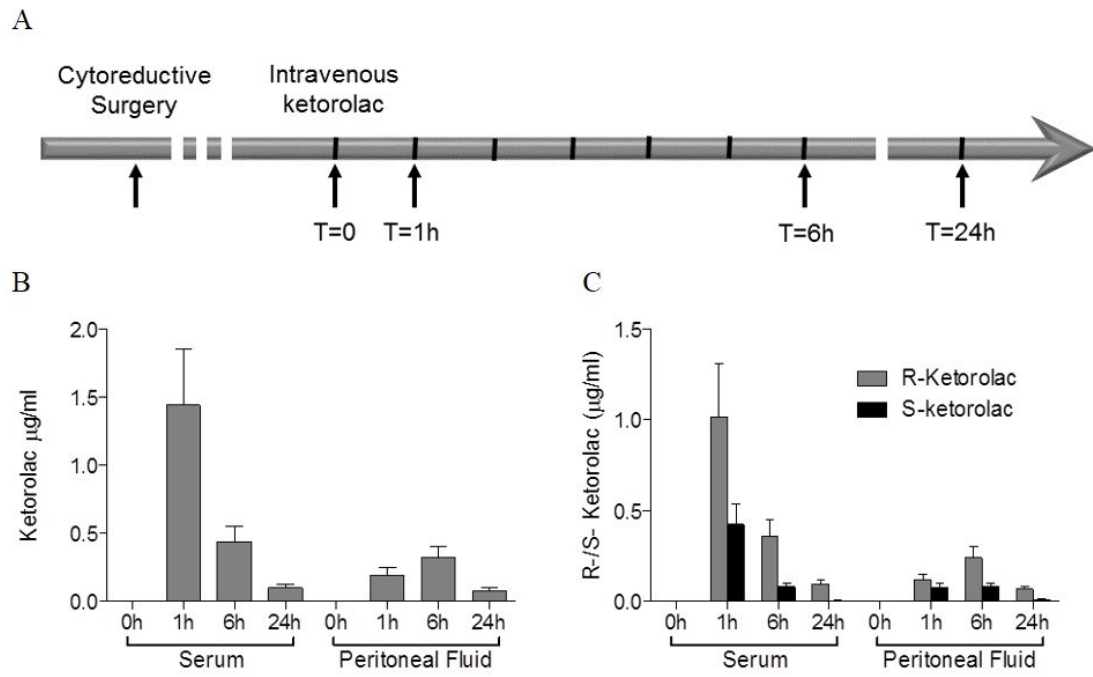 A
Cytoreductive
Surgery
Intravenous
ketorolac
T=0
T=1h
T=6h
T=24h
B
Ketorolac µg/ml
2.0
1.5
1.0
0.5
0.0
0h 1h 6h 24h 0h 1h 6h 24h
Serum Peritoneal Fluid
C
R-/S- Ketorolac (µg/ml)
1.5
1.0
0.5
0.0
R-Ketorolac
S-ketorolac
0h 1h 6h 24h 0h 1h 6h 24h
Serum Peritoneal Fluid